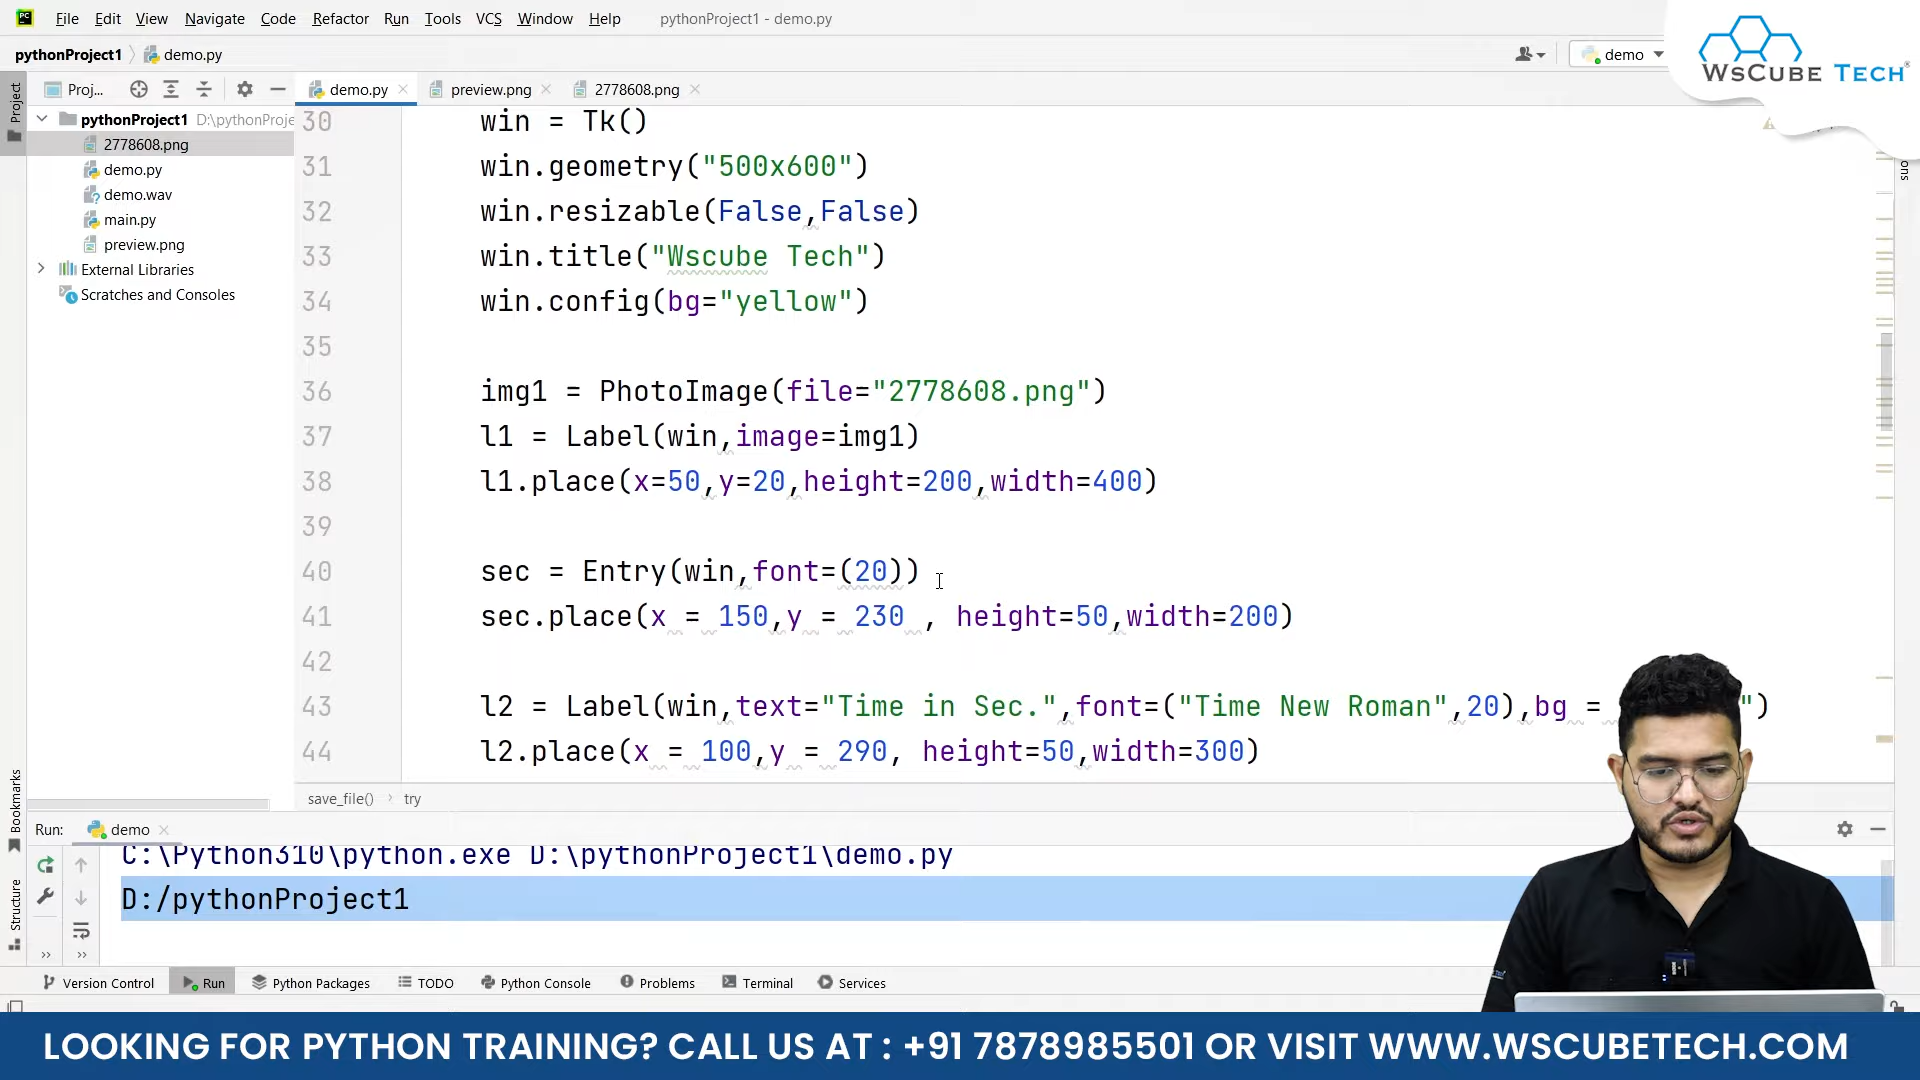 File Edit View Navigate Code Refactor Run Tools VCS Window Help pythonProject1 - demo.py
WsCube Tech
pythonProject1 demo.py demo
Project
Proj... demo.py preview.png 2778608.png
pythonProject1 D:\pythonProje
2778608.png
demo.py
demo.wav
main.py
preview.png
External Libraries
Scratches and Consoles
30 win = Tk()
31 win.geometry("500x600")
32 win.resizable(False,False)
33 win.title("Wscube Tech")
34 win.config(bg="yellow")
35
36 img1 = PhotoImage(file="2778608.png")
37 l1 = Label(win,image=img1)
38 l1.place(x=50,y=20,height=200,width=400)
39
40 sec = Entry(win,font=(20))
41 sec.place(x = 150,y = 230 , height=50,width=200)
42
43 l2 = Label(win,text="Time in Sec.",font=("Time New Roman",20),bg = ")
44 l2.place(x = 100,y = 290, height=50,width=300)
save_file() try
Bookmarks
Structure
Run: demo
C:\Python310\python.exe D:\pythonProject1\demo.py
D:/pythonProject1
Version Control Run Python Packages TODO Python Console Problems Terminal Services
LOOKING FOR PYTHON TRAINING? CALL US AT : +91 7878985501 OR VISIT WWW.WSCUBETECH.COM